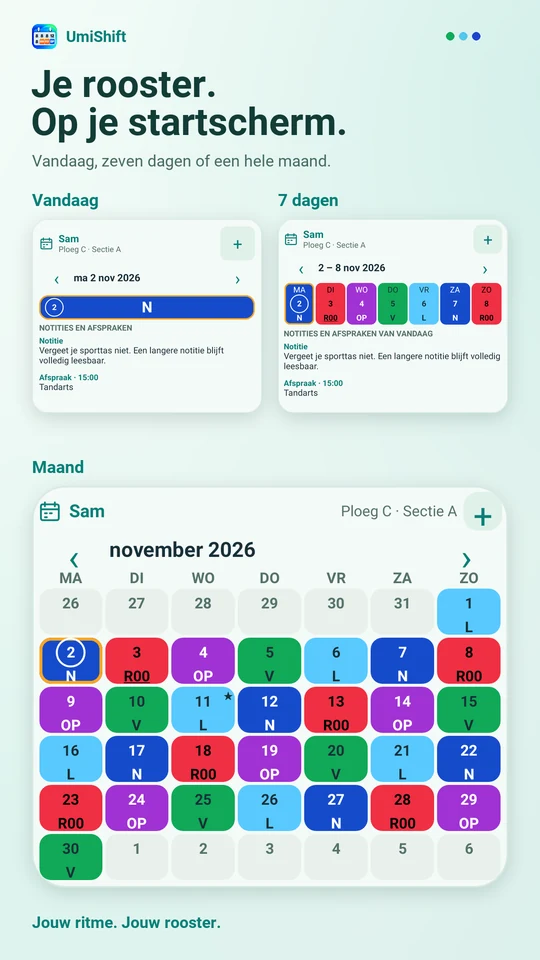 UmiShift
Je rooster.
Op je startscherm.
Vandaag, zeven dagen of een hele maand.
Vandaag
Sam
Ploeg C · Sectie A
+
‹ ma 2 nov 2026 ›
2 N
NOTITIES EN AFSPRAKEN
Notitie
Vergeet je sporttas niet. Een langere notitie blijft
volledig leesbaar.
Afspraak · 15:00
Tandarts
7 dagen
Sam
Ploeg C · Sectie A
+
‹ 2 – 8 nov 2026 ›
MA DI WO DO VR ZA ZO
2 3 4 5 6 7 8
N R00 OP V L N R00
NOTITIES EN AFSPRAKEN VAN VANDAAG
Notitie
Vergeet je sporttas niet. Een langere notitie blijft volledig
leesbaar.
Afspraak · 15:00
Tandarts
Maand
Sam Ploeg C · Sectie A +
‹ november 2026 ›
MA DI WO DO VR ZA ZO
26 27 28 29 30 31 1
L
2 3 4 5 6 7 8
N R00 OP V L N R00
9 10 11 ★ 12 13 14 15
OP V L N R00 OP V
16 17 18 19 20 21 22
L N R00 OP V L N
23 24 25 26 27 28 29
R00 OP V L N R00 OP
30 1 2 3 4 5 6
V
Jouw ritme. Jouw rooster.